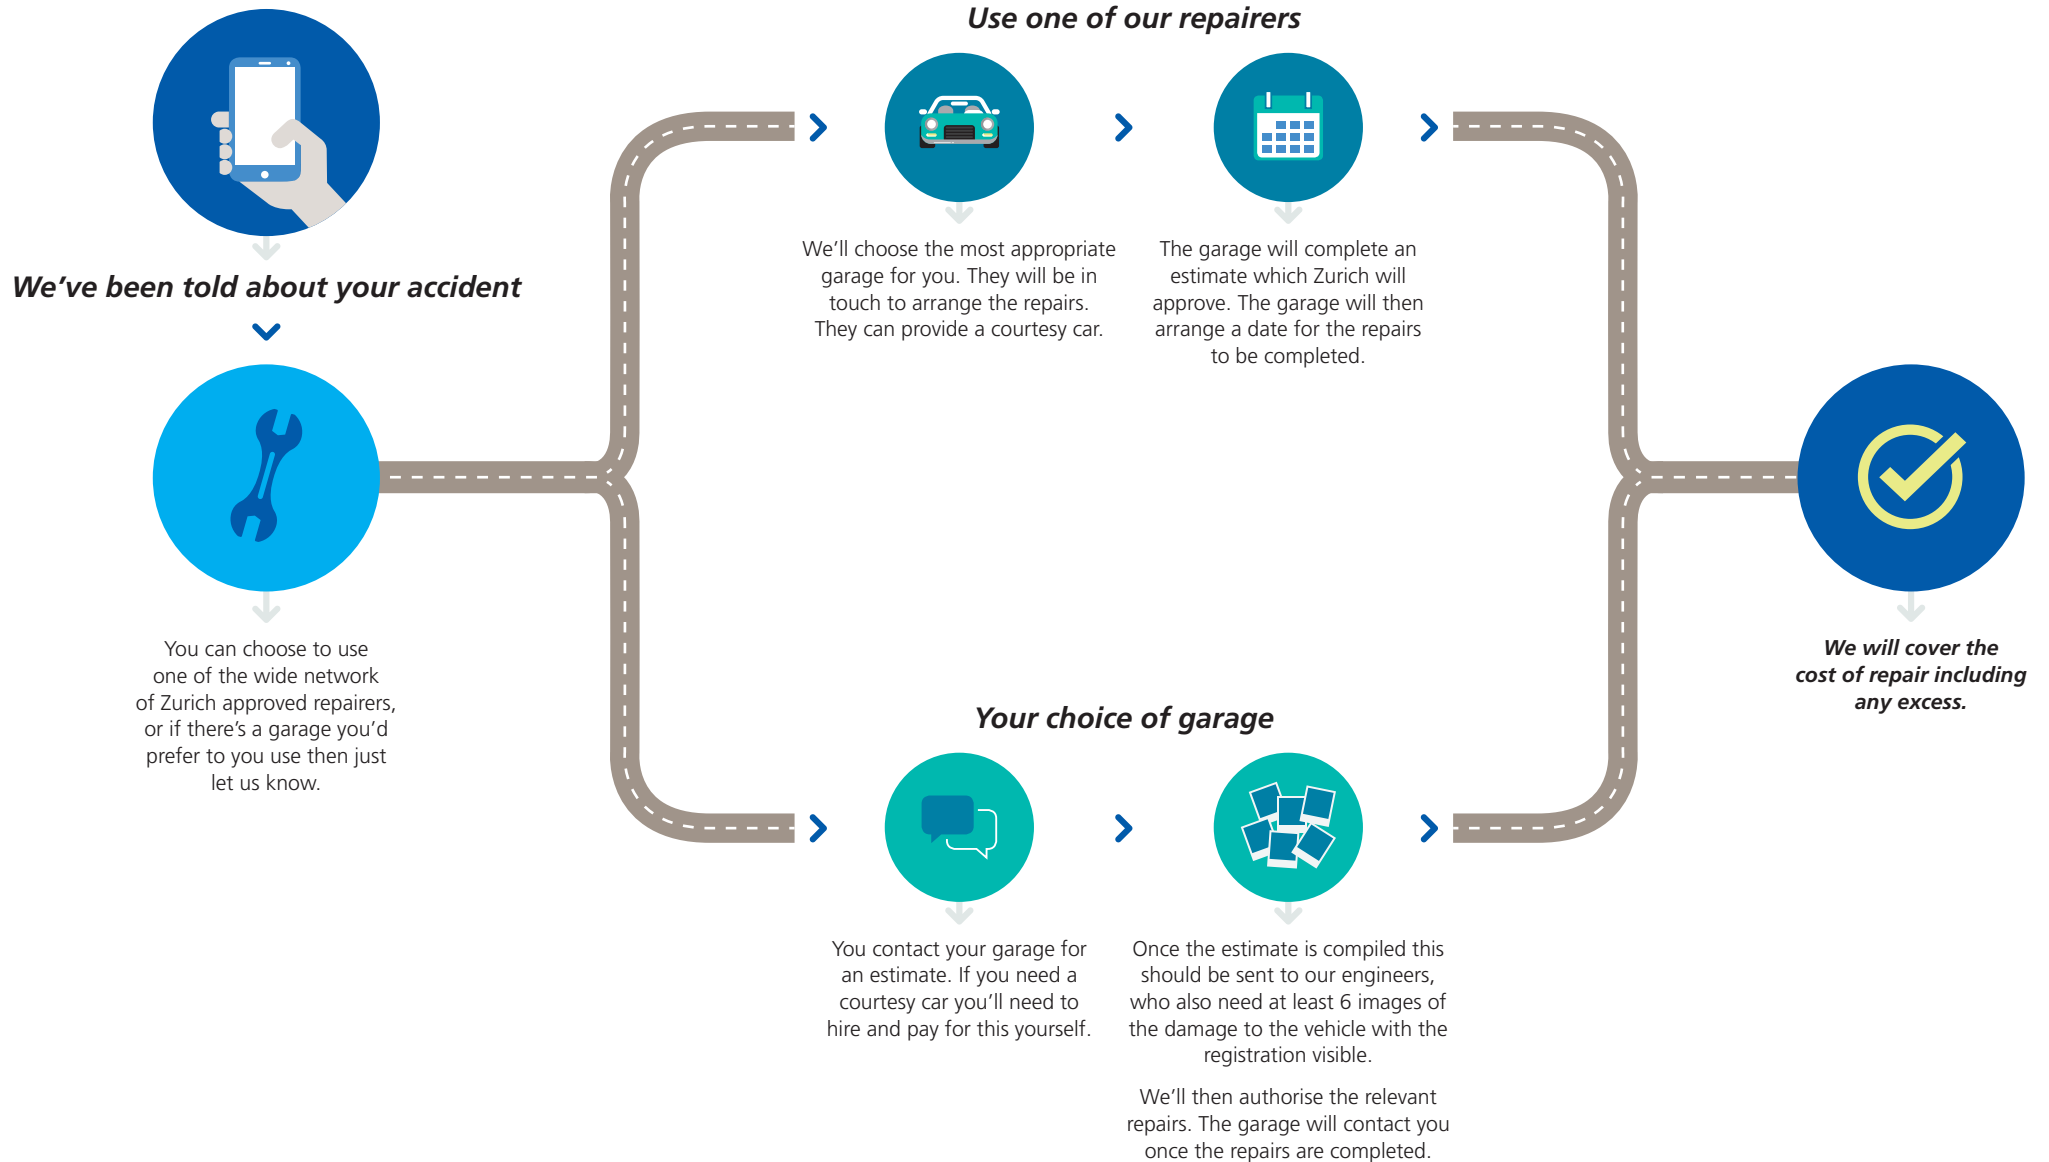 We’ve been told about your accident
You can choose to use
one of the wide network
of Zurich approved repairers,
or if there’s a garage you’d
prefer to you use then just
let us know.
Use one of our repairers
We’ll choose the most appropriate
garage for you. They will be in
touch to arrange the repairs.
They can provide a courtesy car.
The garage will complete an
estimate which Zurich will
approve. The garage will then
arrange a date for the repairs
to be completed.
Your choice of garage
You contact your garage for
an estimate. If you need a
courtesy car you’ll need to
hire and pay for this yourself.
Once the estimate is compiled this
should be sent to our engineers,
who also need at least 6 images of
the damage to the vehicle with the
registration visible.
We’ll then authorise the relevant
repairs. The garage will contact you
once the repairs are completed.
We will cover the
cost of repair including
any excess.